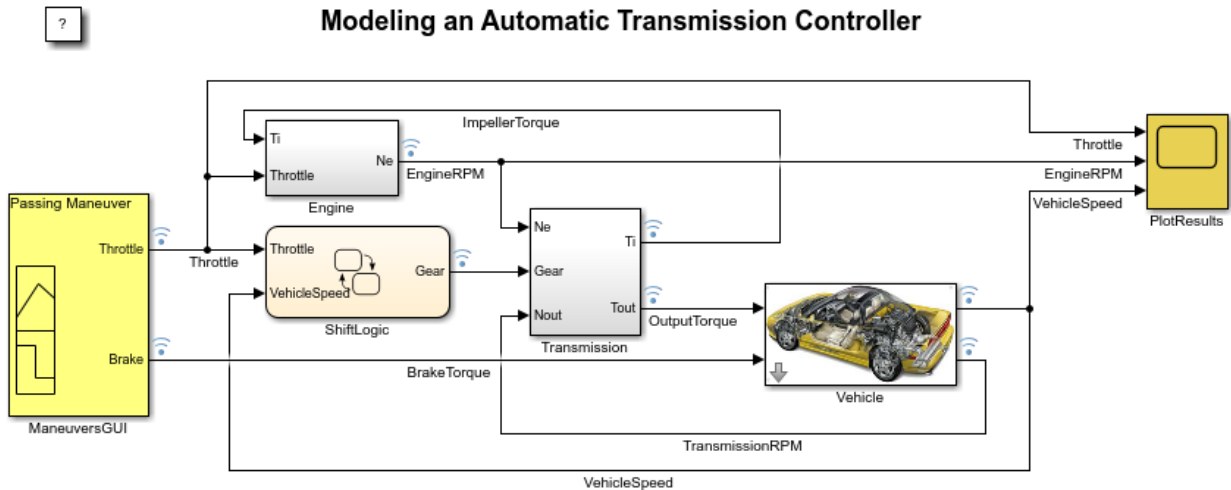 ?
Modeling an Automatic Transmission Controller
ImpellerTorque
Ti
Ne
Throttle
EngineRPM
Engine
Throttle
EngineRPM
VehicleSpeed
PlotResults
Passing Maneuver
Throttle
Brake
ManeuversGUI
Throttle
Throttle
VehicleSpeed
Gear
ShiftLogic
Ne
Gear
Nout
Ti
Tout
Transmission
OutputTorque
BrakeTorque
Vehicle
TransmissionRPM
VehicleSpeed